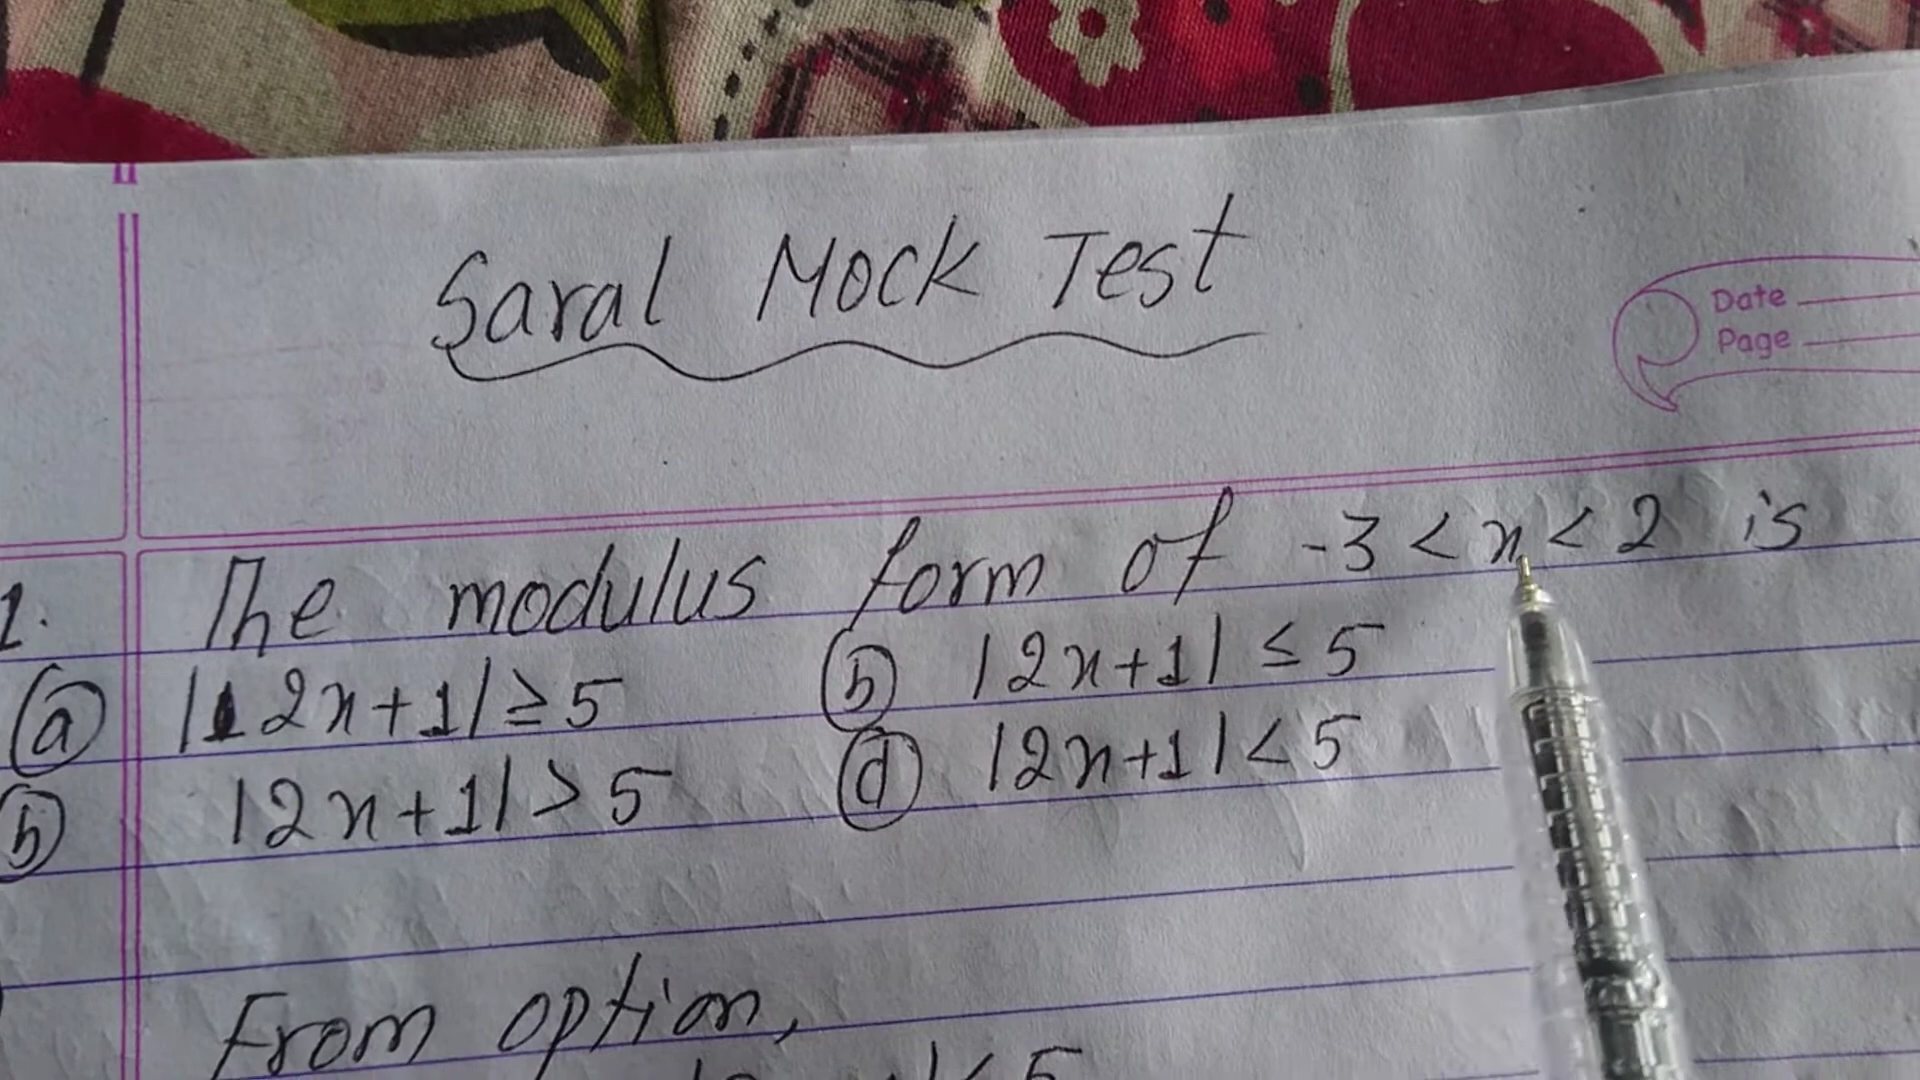 Saral Mock Test
Date
Page
1. The modulus form of -3 < x < 2 is
(a) |2x+1| ≥ 5 (b) |2x+1| ≤ 5
(b) |2x+1| > 5 (d) |2x+1| < 5
From option,
< 5